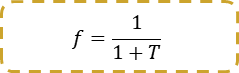 f = 1/(1 + T)